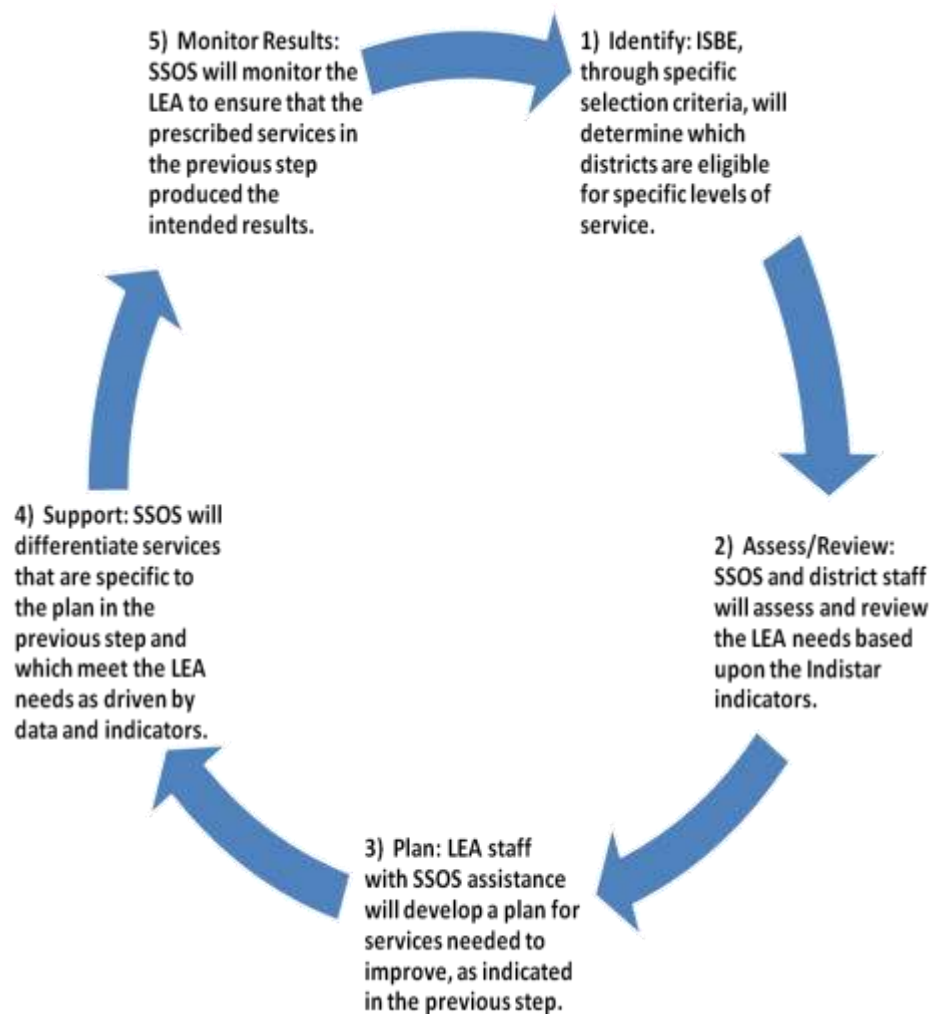 5) Monitor Results:
SSOS will monitor the
LEA to ensure that the
prescribed services in
the previous step
produced the
intended results.
1) Identify: ISBE,
through specific
selection criteria, will
determine which
districts are eligible
for specific levels of
service.
2) Assess/Review:
SSOS and district staff
will assess and review
the LEA needs based
upon the Indistar
indicators.
3) Plan: LEA staff
with SSOS assistance
will develop a plan for
services needed to
improve, as indicated
in the previous step.
4) Support: SSOS will
differentiate services
that are specific to
the plan in the
previous step and
which meet the LEA
needs as driven by
data and indicators.